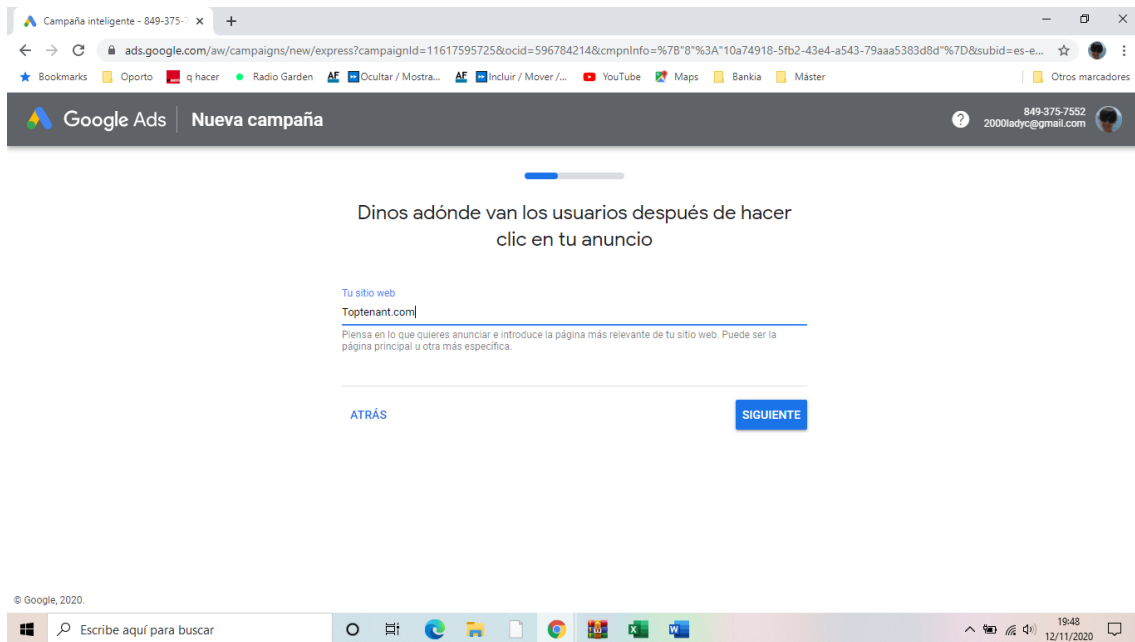 Campaña inteligente - 849-375-7
ads.google.com/aw/campaigns/new/express?campaignId=11617595725&ocid=596784214&cmpnInfo=%7B"8"%3A"10a74918-5fb2-43e4-a543-79aaa5383d8d"%7D&subid=es-e...
Bookmarks Oporto q hacer Radio Garden Ocultar / Mostra... Incluir / Mover /... YouTube Maps Bankia Máster Otros marcadores
Google Ads Nueva campaña ? 849-375-7552
2000ladyc@gmail.com
Dinos adónde van los usuarios después de hacer
clic en tu anuncio
Tu sitio web
Toptenant.com
Piensa en lo que quieres anunciar e introduce la página más relevante de tu sitio web. Puede ser la
página principal u otra más específica.
ATRÁS SIGUIENTE
© Google, 2020.
Escribe aquí para buscar 19:48
12/11/2020